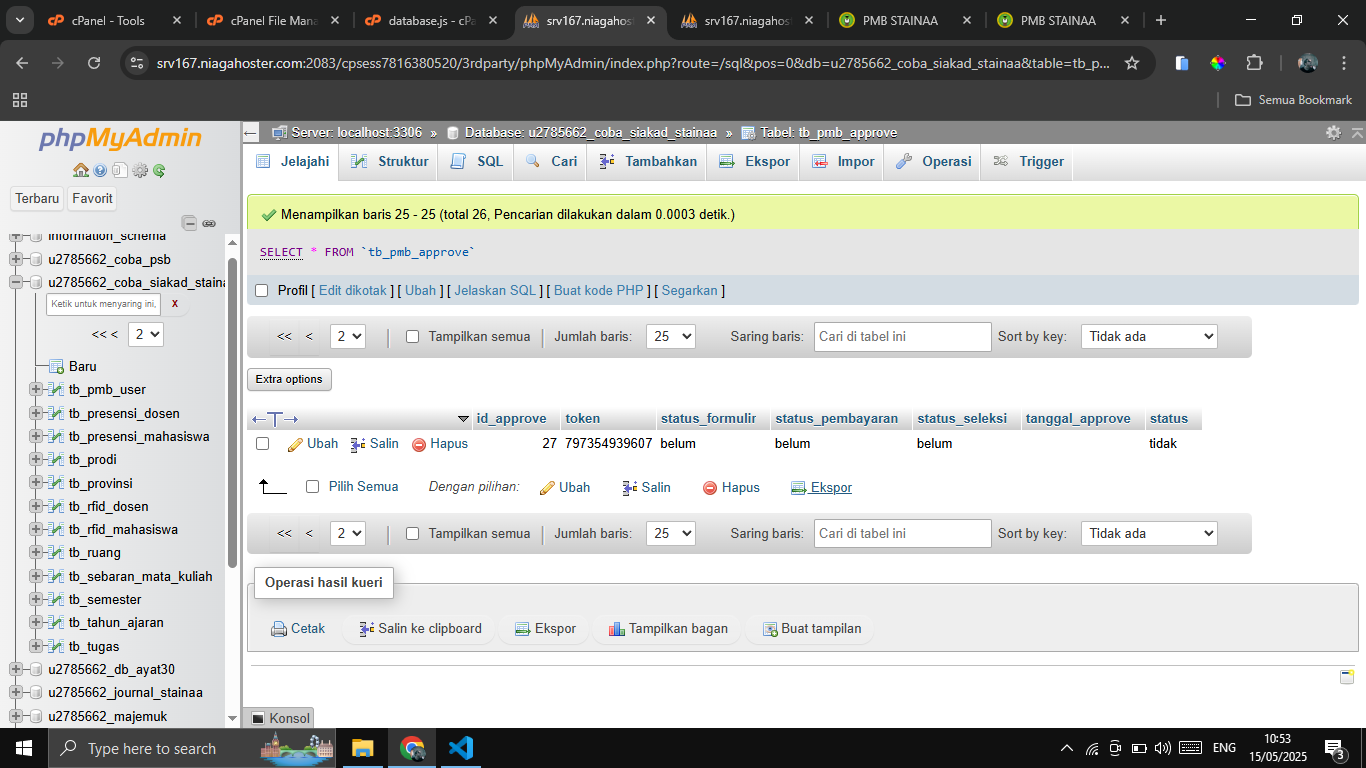 cPanel - Tools
cPanel File Mana
database.js - cPa
srv167.niagahos
srv167.niagahos
PMB STAINAA
PMB STAINAA
srv167.niagahoster.com:2083/cpsess7816380520/3rdparty/phpMyAdmin/index.php?route=/sql&pos=0&db=u2785662_coba_siakad_stainaa&table=tb_p...
Semua Bookmark
phpMyAdmin
Terbaru Favorit
information_schema
u2785662_coba_psb
u2785662_coba_siakad_staina
Ketik untuk menyaring ini, X
<< < 2
Baru
tb_pmb_user
tb_presensi_dosen
tb_presensi_mahasiswa
tb_prodi
tb_provinsi
tb_rfid_dosen
tb_rfid_mahasiswa
tb_ruang
tb_sebaran_mata_kuliah
tb_semester
tb_tahun_ajaran
tb_tugas
u2785662_db_ayat30
u2785662_journal_stainaa
u2785662_majemuk
Server: localhost:3306 » Database: u2785662_coba_siakad_stainaa » Tabel: tb_pmb_approve
Jelajahi Struktur SQL Cari Tambahkan Ekspor Impor Operasi Trigger
Menampilkan baris 25 - 25 (total 26, Pencarian dilakukan dalam 0.0003 detik.)
SELECT * FROM `tb_pmb_approve`
Profil [ Edit dikotak ] [ Ubah ] [ Jelaskan SQL ] [ Buat kode PHP ] [ Segarkan ]
<< < 2 Tampilkan semua Jumlah baris: 25 Saring baris: Cari di tabel ini Sort by key: Tidak ada
Extra options
id_approve token status_formulir status_pembayaran status_seleksi tanggal_approve status
Ubah Salin Hapus 27 797354939607 belum belum belum tidak
Pilih Semua Dengan pilihan: Ubah Salin Hapus Ekspor
<< < 2 Tampilkan semua Jumlah baris: 25 Saring baris: Cari di tabel ini Sort by key: Tidak ada
Operasi hasil kueri
Cetak Salin ke clipboard Ekspor Tampilkan bagan Buat tampilan
Konsol
Type here to search
ENG
10:53
15/05/2025
3